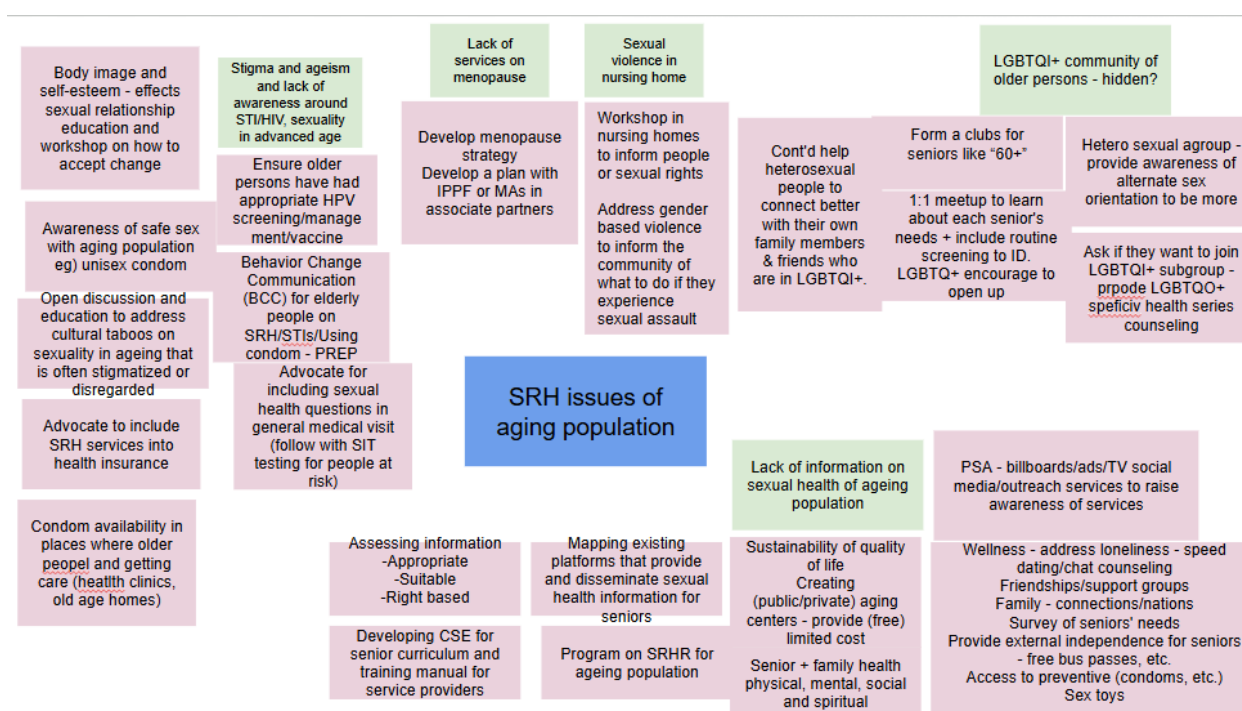 Body image and
self-esteem - effects
sexual relationship
education and
workshop on how to
accept change
Awareness of safe sex
with aging population
eg) unisex condom
Open discussion and
education to address
cultural taboos on
sexuality in ageing that
is often stigmatized or
disregarded
Advocate to include
SRH services into
health insurance
Condom availability in
places where older
peopel and getting
care (heatlth clinics,
old age homes)
Stigma and ageism
and lack of
awareness around
STI/HIV, sexuality
in advanced age
Ensure older
persons have had
appropriate HPV
screening/manage
ment/vaccine
Behavior Change
Communication
(BCC) for elderly
people on
SRH/STIs/Using
condom - PREP
Advocate for
including sexual
health questions in
general medical visit
(follow with SIT
testing for people at
risk)
Lack of
services on
menopause
Develop menopause
strategy
Develop a plan with
IPPF or MAs in
associate partners
Sexual
violence in
nursing home
Workshop in
nursing homes
to inform people
or sexual rights
Address gender
based violence
to inform the
community of
what to do if they
experience
sexual assault
LGBTQI+ community of
older persons - hidden?
Cont'd help
heterosexual
people to
connect better
with their own
family members
& friends who
are in LGBTQI+.
Form a clubs for
seniors like "60+"
1:1 meetup to learn
about each senior's
needs + include routine
screening to ID.
LGBTQ+ encourage to
open up
Hetero sexual agroup -
provide awareness of
alternate sex
orientation to be more
Ask if they want to join
LGBTQI+ subgroup -
prpode LGBTQO+
speficiv health series
counseling
SRH issues of
aging population
Lack of information on
sexual health of ageing
population
Assessing information
-Appropriate
-Suitable
-Right based
Mapping existing
platforms that provide
and disseminate sexual
health information for
seniors
Developing CSE for
senior curriculum and
training manual for
service providers
Program on SRHR for
ageing population
Sustainability of quality
of life
Creating
(public/private) aging
centers - provide (free)
limited cost
Senior + family health
physical, mental, social
and spiritual
PSA - billboards/ads/TV social
media/outreach services to raise
awareness of services
Wellness - address loneliness - speed
dating/chat counseling
Friendships/support groups
Family - connections/nations
Survey of seniors' needs
Provide external independence for seniors
- free bus passes, etc.
Access to preventive (condoms, etc.)
Sex toys